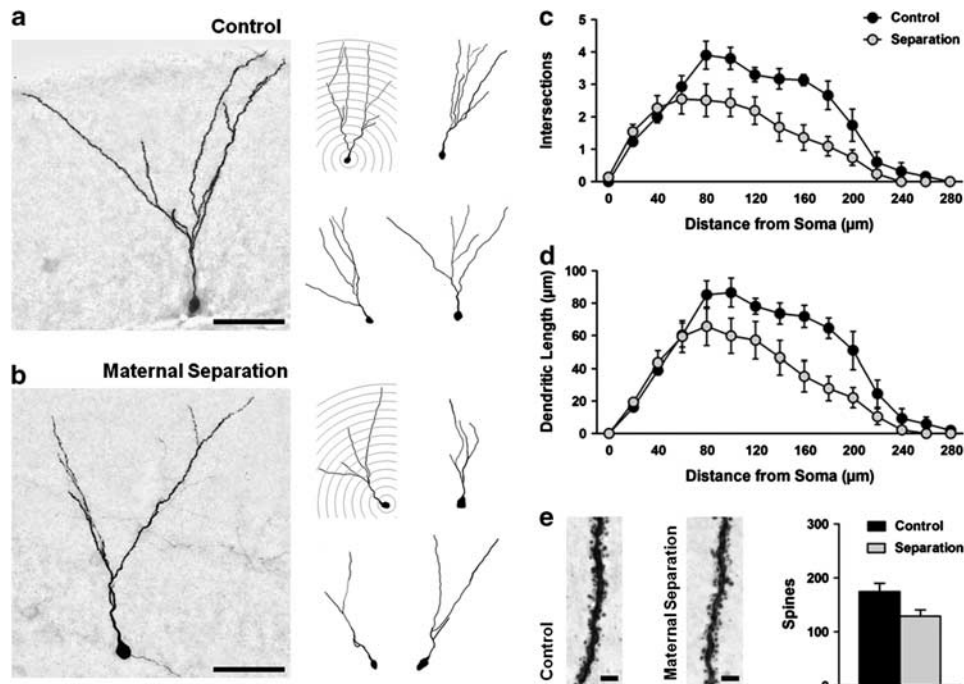 a
Control
b
Maternal Separation
c
Control
Separation
Intersections
5
4
3
2
1
0
0 40 80 120 160 200 240 280
Distance from Soma (µm)
d
Dendritic Length (µm)
100
80
60
40
20
0
0 40 80 120 160 200 240 280
Distance from Soma (µm)
e
Control
Maternal Separation
Spines
300
200
100
0
Control
Separation